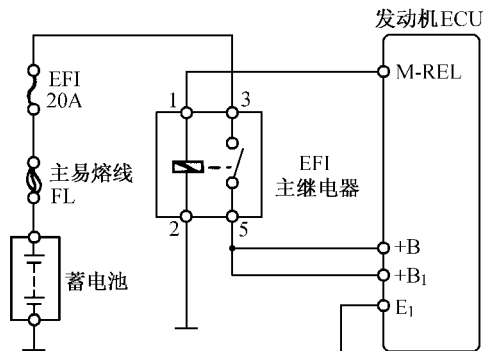 发动机ECU
EFI
20A
M-REL
1
3
主易熔线
FL
EFI
主继电器
2
5
+B
+B₁
蓄电池
E₁